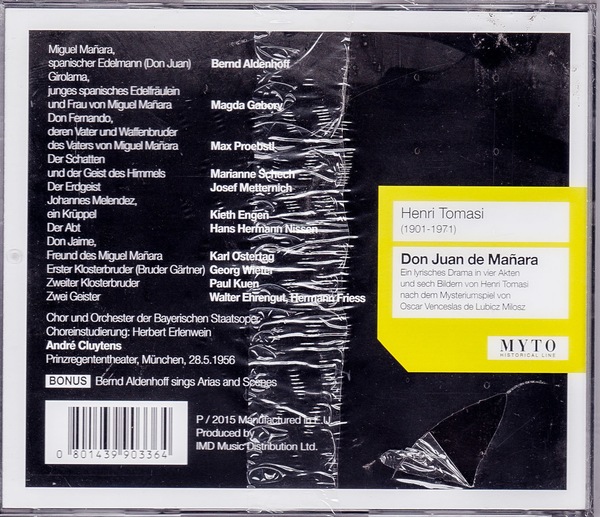 Miguel Mañara,
spanischer Edelmann (Don Juan) Bernd Aldenhoff
Girolama,
junges spanisches Edelfräulein
und Frau von Miguel Mañara Magda Gabory
Don Fernando,
deren Vater und Waffenbruder
des Vaters von Miguel Mañara Max Proebstl
Der Schatten
und der Geist des Himmels Marianne Schech
Der Erdgeist Josef Metternich
Johannes Melendez,
ein Krüppel Kieth Engen
Der Abt Hans Hermann Nissen
Don Jaime,
Freund des Miguel Mañara Karl Ostertag
Erster Klosterbruder (Bruder Gärtner) Georg Wieter
Zweiter Klosterbruder Paul Kuen
Zwei Geister Walter Ehrengut, Hermann Friess
Chor und Orchester der Bayerischen Staatsoper
Choreinstudierung: Herbert Erlenwein
André Cluytens
Prinzregententheater, München, 28.5.1956
BONUS Bernd Aldenhoff sings Arias and Scenes
0 801439 903364
P / 2015 Manufactured in E.U.
Produced by
IMD Music Distribution Ltd.
Henri Tomasi
(1901-1971)
Don Juan de Mañara
Ein lyrisches Drama in vier Akten
und sech Bildern von Henri Tomasi
nach dem Mysteriumspiel von
Oscar Venceslas de Lubicz Milosz
MYTO
HISTORICAL LINE